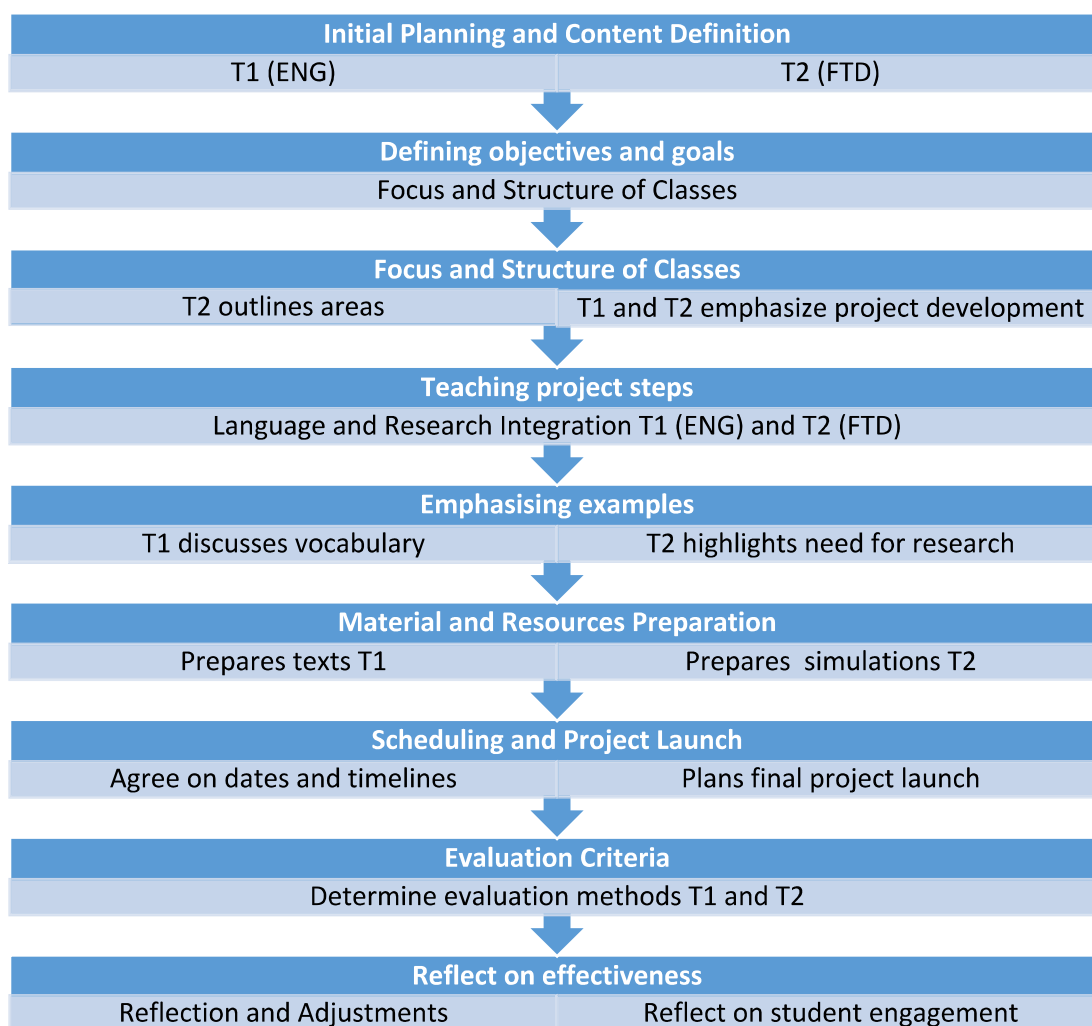 Initial Planning and Content Definition
T1 (ENG)
T2 (FTD)
Defining objectives and goals
Focus and Structure of Classes
Focus and Structure of Classes
T2 outlines areas
T1 and T2 emphasize project development
Teaching project steps
Language and Research Integration T1 (ENG) and T2 (FTD)
Emphasising examples
T1 discusses vocabulary
T2 highlights need for research
Material and Resources Preparation
Prepares texts T1
Prepares simulations T2
Scheduling and Project Launch
Agree on dates and timelines
Plans final project launch
Evaluation Criteria
Determine evaluation methods T1 and T2
Reflect on effectiveness
Reflection and Adjustments
Reflect on student engagement